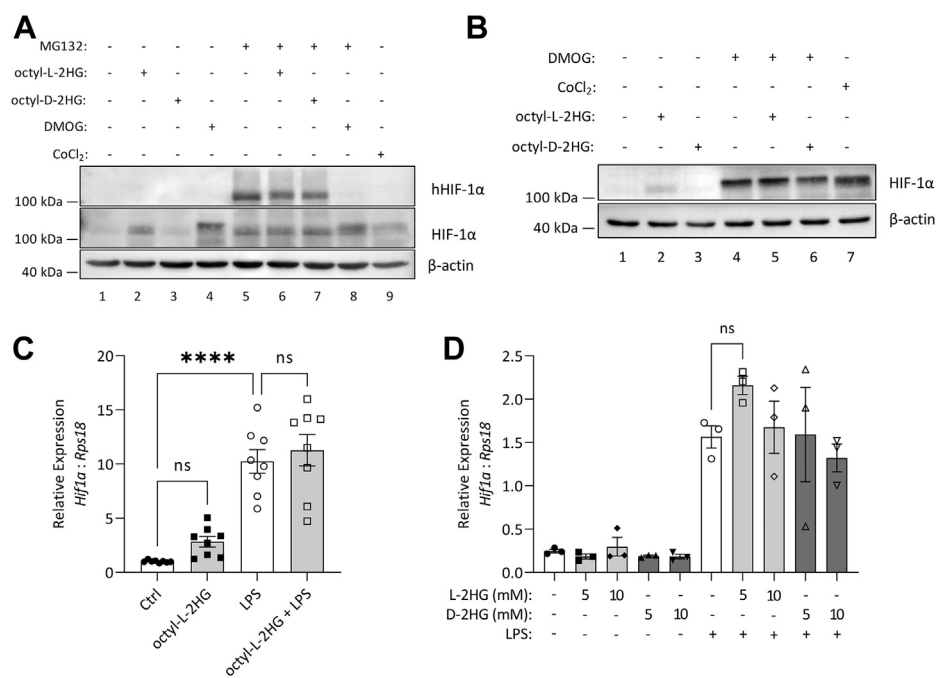 A
MG132: - - - - + + + + -
octyl-L-2HG: - + - - - + - - -
octyl-D-2HG: - - + - - - + - -
DMOG: - - - + - - - + -
CoCl₂: - - - - - - - - +
hHIF-1α
100 kDa
HIF-1α
100 kDa
β-actin
40 kDa
1 2 3 4 5 6 7 8 9
B
DMOG: - - - + + + -
CoCl₂: - - - - - - +
octyl-L-2HG: - + - - + - -
octyl-D-2HG: - - + - - + -
HIF-1α
100 kDa
β-actin
40 kDa
1 2 3 4 5 6 7
C
Relative Expression
Hif1α : Rps18
20
15
10
5
0
ns
****
ns
Ctrl
octyl-L-2HG
LPS
octyl-L-2HG + LPS
D
Relative Expression
Hif1α : Rps18
2.5
2.0
1.5
1.0
0.5
0.0
ns
L-2HG (mM): - 5 10 - - - 5 10 - -
D-2HG (mM): - - - 5 10 - - - 5 10
LPS: - - - - - + + + + +